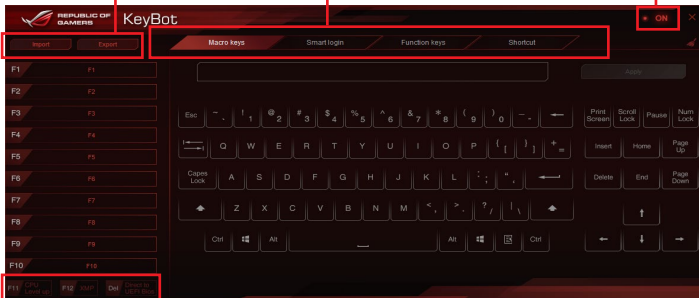 REPUBLIC OF
GAMERS
KeyBot
ON
Import Export
Macro keys Smart login Function keys Shortcut
Apply
F1 F1
F2 F2
F3 F3
F4 F4
F5 F5
F6 F6
F7 F7
F8 F8
F9 F9
F10 F10
F11 CPU Level up F12 XMP Del Direct to UEFI Bios
Esc ~ . ! 1 @ 2 # 3 $ 4 % 5 ^ 6 & 7 * 8 ( 9 ) 0 _ - ←
Print Screen Scroll Lock Pause Num Lock
Q W E R T Y U I O P { [ } ] + =
Insert Home Page Up
Capes Lock A S D F G H J K L : ; " ,
Delete End Page Down
Z X C V B N M < , > . ? / | \
↑
Ctrl Alt Alt Ctrl
← ↓ →